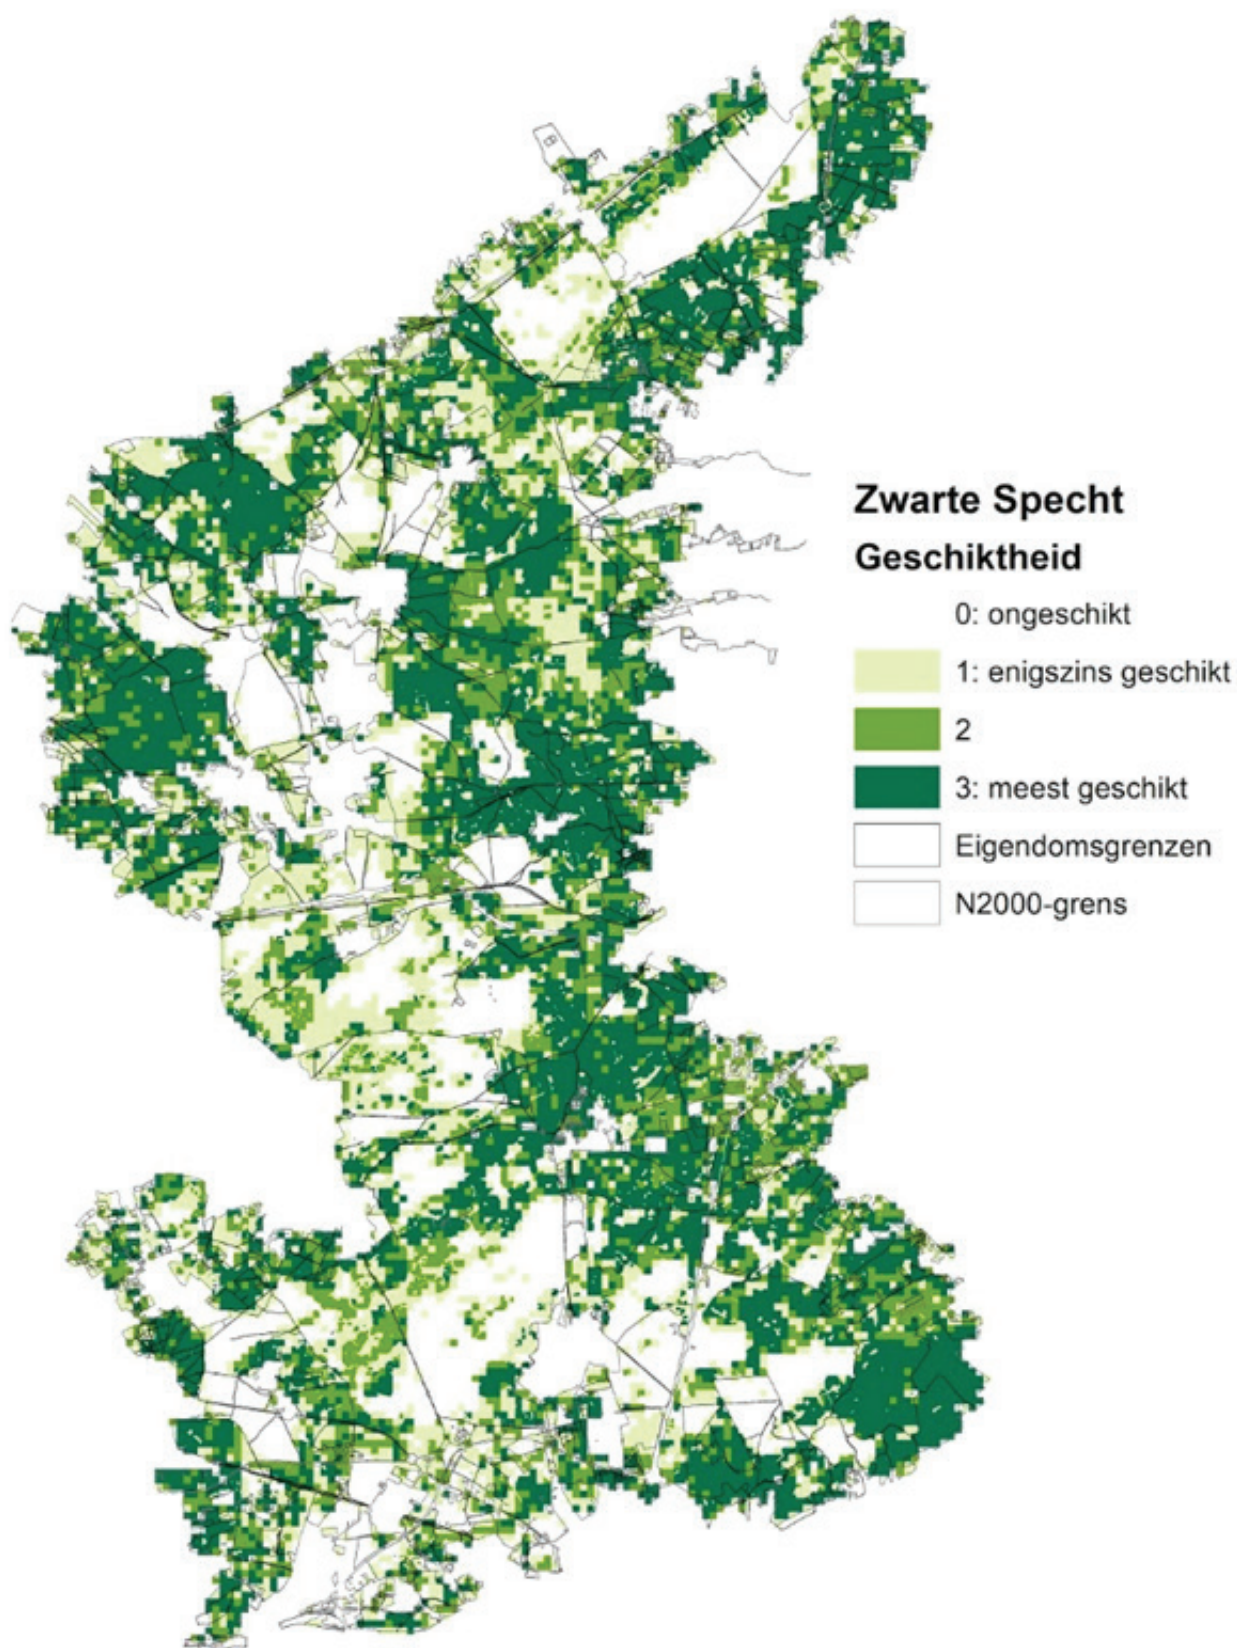 Zwarte Specht
Geschiktheid
0: ongeschikt
1: enigszins geschikt
2
3: meest geschikt
Eigendomsgrenzen
N2000-grens